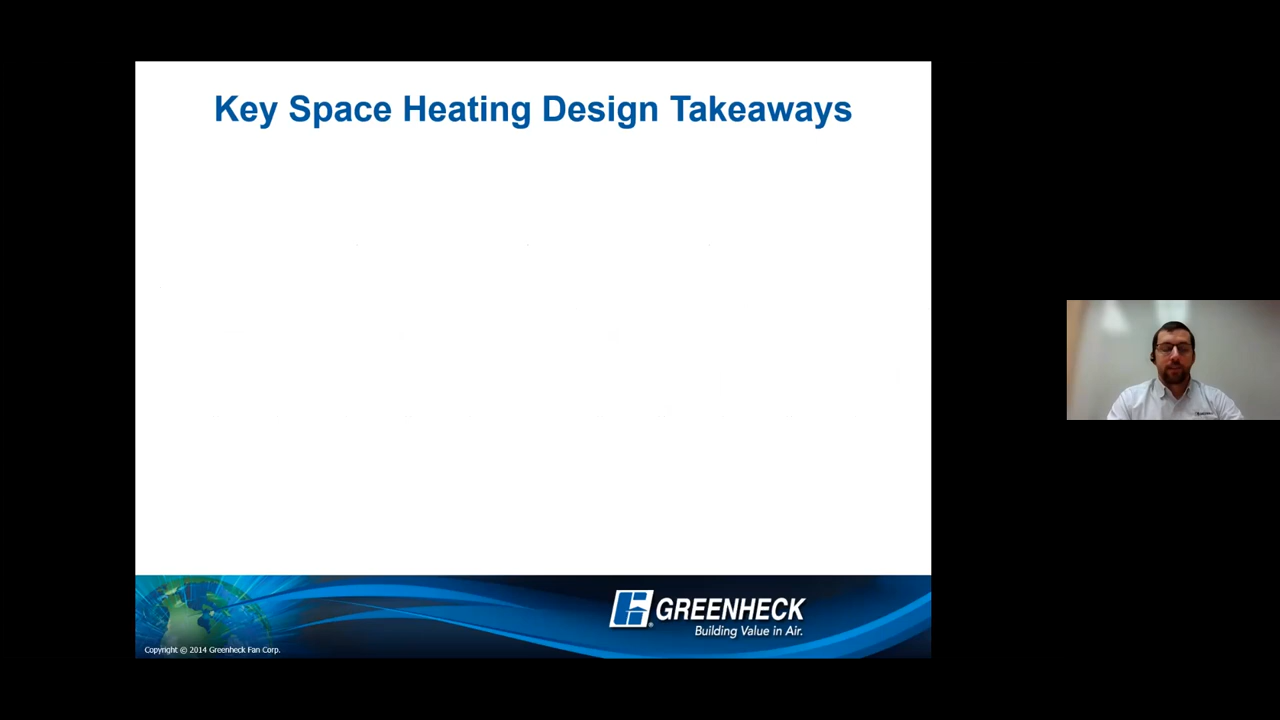 Key Space Heating Design Takeaways
GREENHECK
Building Value in Air.
Copyright © 2014 Greenheck Fan Corp.